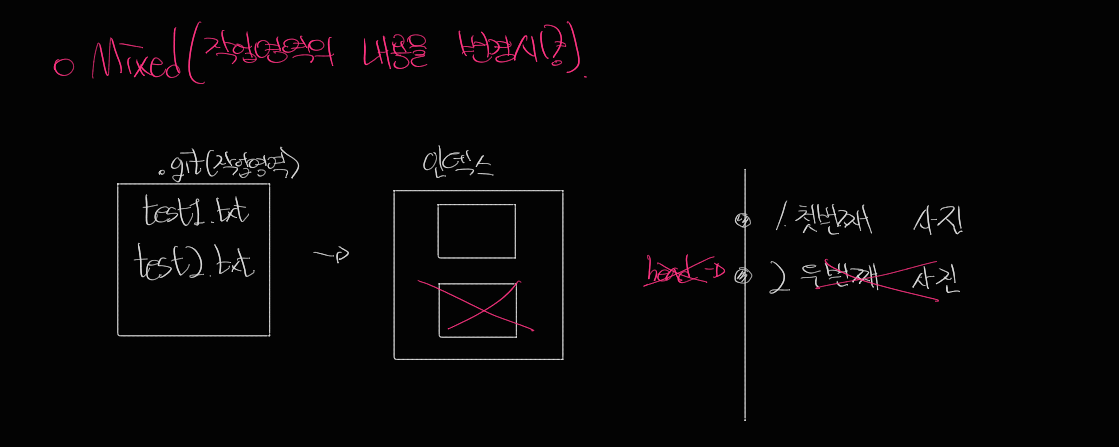 o Mixed(작업영역의 내용을 변경시킴).
.git(작업영역)
test1.txt
test2.txt
인덱스
1. 첫번째 사진
head
2 두번째 사진